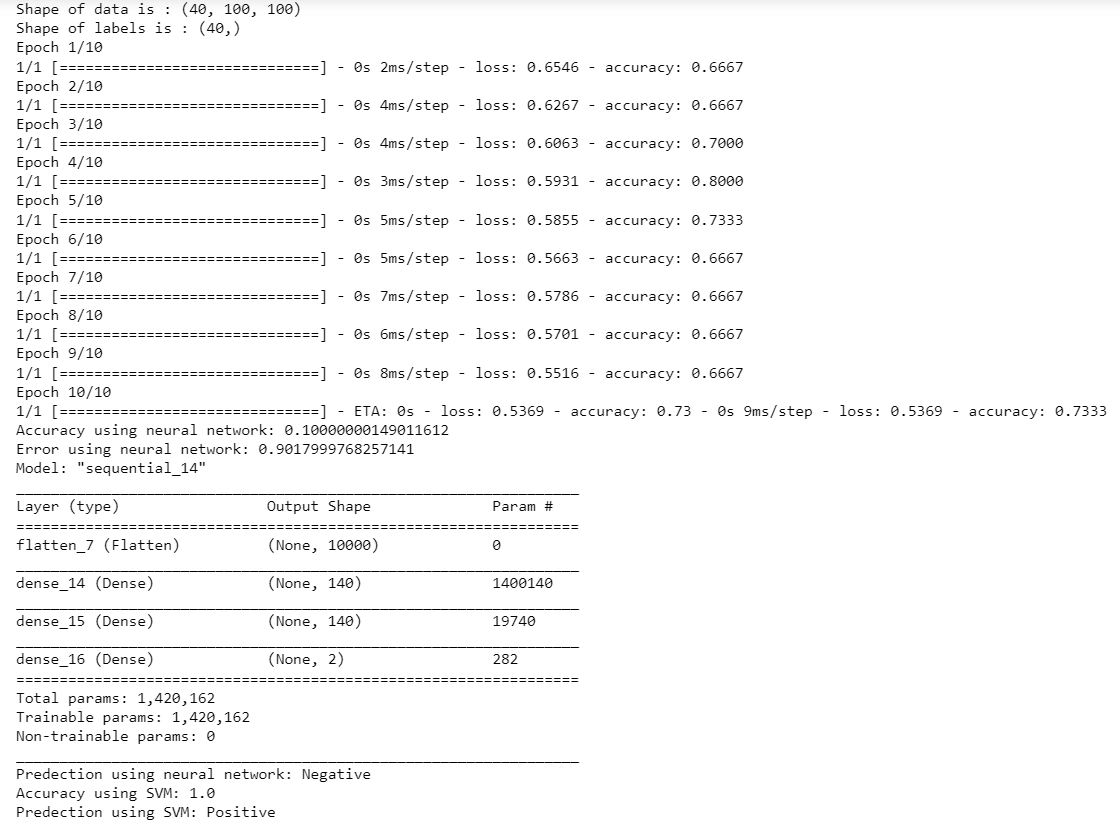 Shape of data is : (40, 100, 100)
Shape of labels is : (40,)
Epoch 1/10
1/1 [==============================] - 0s 2ms/step - loss: 0.6546 - accuracy: 0.6667
Epoch 2/10
1/1 [==============================] - 0s 4ms/step - loss: 0.6267 - accuracy: 0.6667
Epoch 3/10
1/1 [==============================] - 0s 4ms/step - loss: 0.6063 - accuracy: 0.7000
Epoch 4/10
1/1 [==============================] - 0s 3ms/step - loss: 0.5931 - accuracy: 0.8000
Epoch 5/10
1/1 [==============================] - 0s 5ms/step - loss: 0.5855 - accuracy: 0.7333
Epoch 6/10
1/1 [==============================] - 0s 5ms/step - loss: 0.5663 - accuracy: 0.6667
Epoch 7/10
1/1 [==============================] - 0s 7ms/step - loss: 0.5786 - accuracy: 0.6667
Epoch 8/10
1/1 [==============================] - 0s 6ms/step - loss: 0.5701 - accuracy: 0.6667
Epoch 9/10
1/1 [==============================] - 0s 8ms/step - loss: 0.5516 - accuracy: 0.6667
Epoch 10/10
1/1 [==============================] - ETA: 0s - loss: 0.5369 - accuracy: 0.73 - 0s 9ms/step - loss: 0.5369 - accuracy: 0.7333
Accuracy using neural network: 0.10000000149011612
Error using neural network: 0.9017999768257141
Model: "sequential_14"
_________________________________________________________________
Layer (type)                 Output Shape              Param #
=================================================================
flatten_7 (Flatten)          (None, 10000)             0
_________________________________________________________________
dense_14 (Dense)             (None, 140)               1400140
_________________________________________________________________
dense_15 (Dense)             (None, 140)               19740
_________________________________________________________________
dense_16 (Dense)             (None, 2)                 282
=================================================================
Total params: 1,420,162
Trainable params: 1,420,162
Non-trainable params: 0
_________________________________________________________________
Predection using neural network: Negative
Accuracy using SVM: 1.0
Predection using SVM: Positive